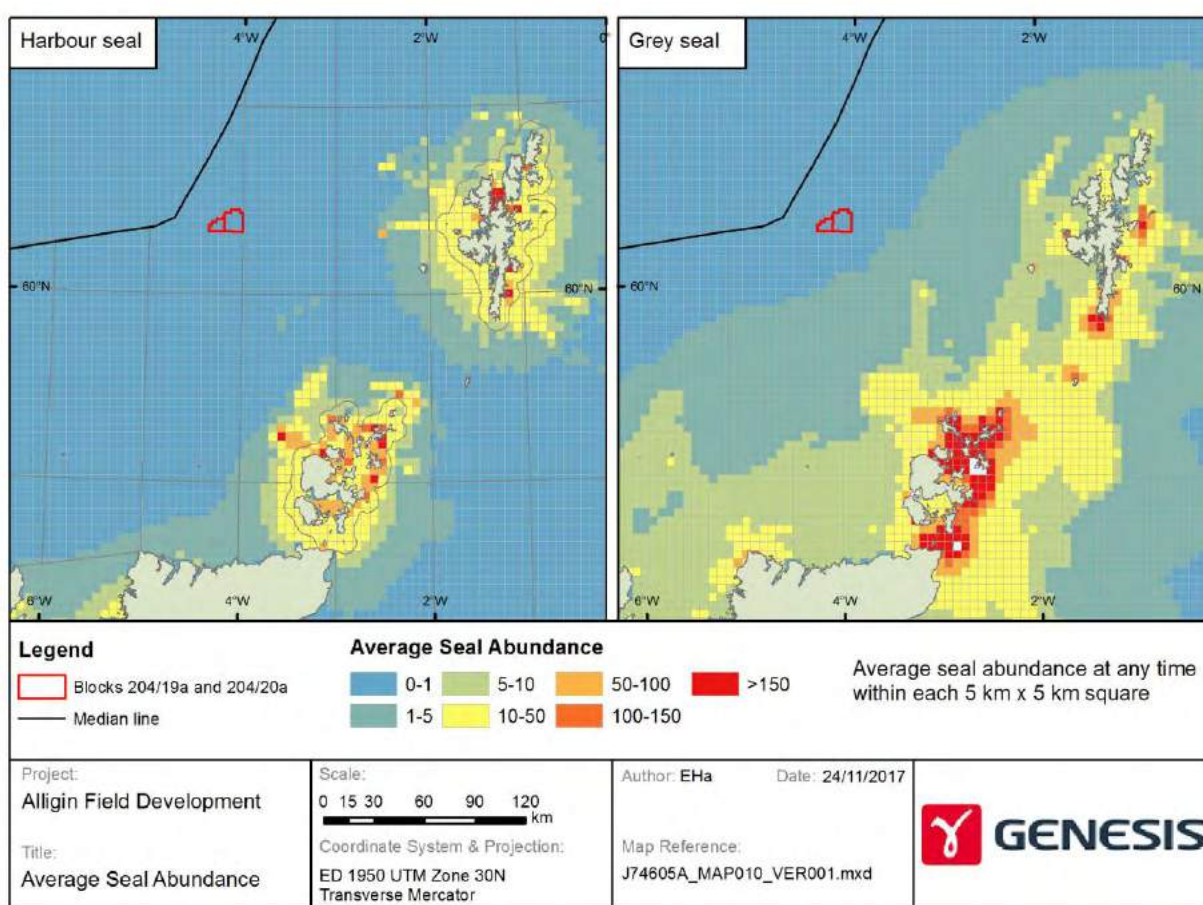 Harbour seal
4°W
2°W
0°
60°N
60°N
6°W
4°W
2°W
Grey seal
4°W
2°W
60°N
60°N
6°W
4°W
2°W
Legend
Blocks 204/19a and 204/20a
Median line
Average Seal Abundance
0-1
5-10
50-100
>150
1-5
10-50
100-150
Average seal abundance at any time
within each 5 km x 5 km square
Project:
Alligin Field Development
Title:
Average Seal Abundance
Scale:
0 15 30 60 90 120
km
Coordinate System & Projection:
ED 1950 UTM Zone 30N
Transverse Mercator
Author: EHa Date: 24/11/2017
Map Reference:
J74605A_MAP010_VER001.mxd
GENESIS